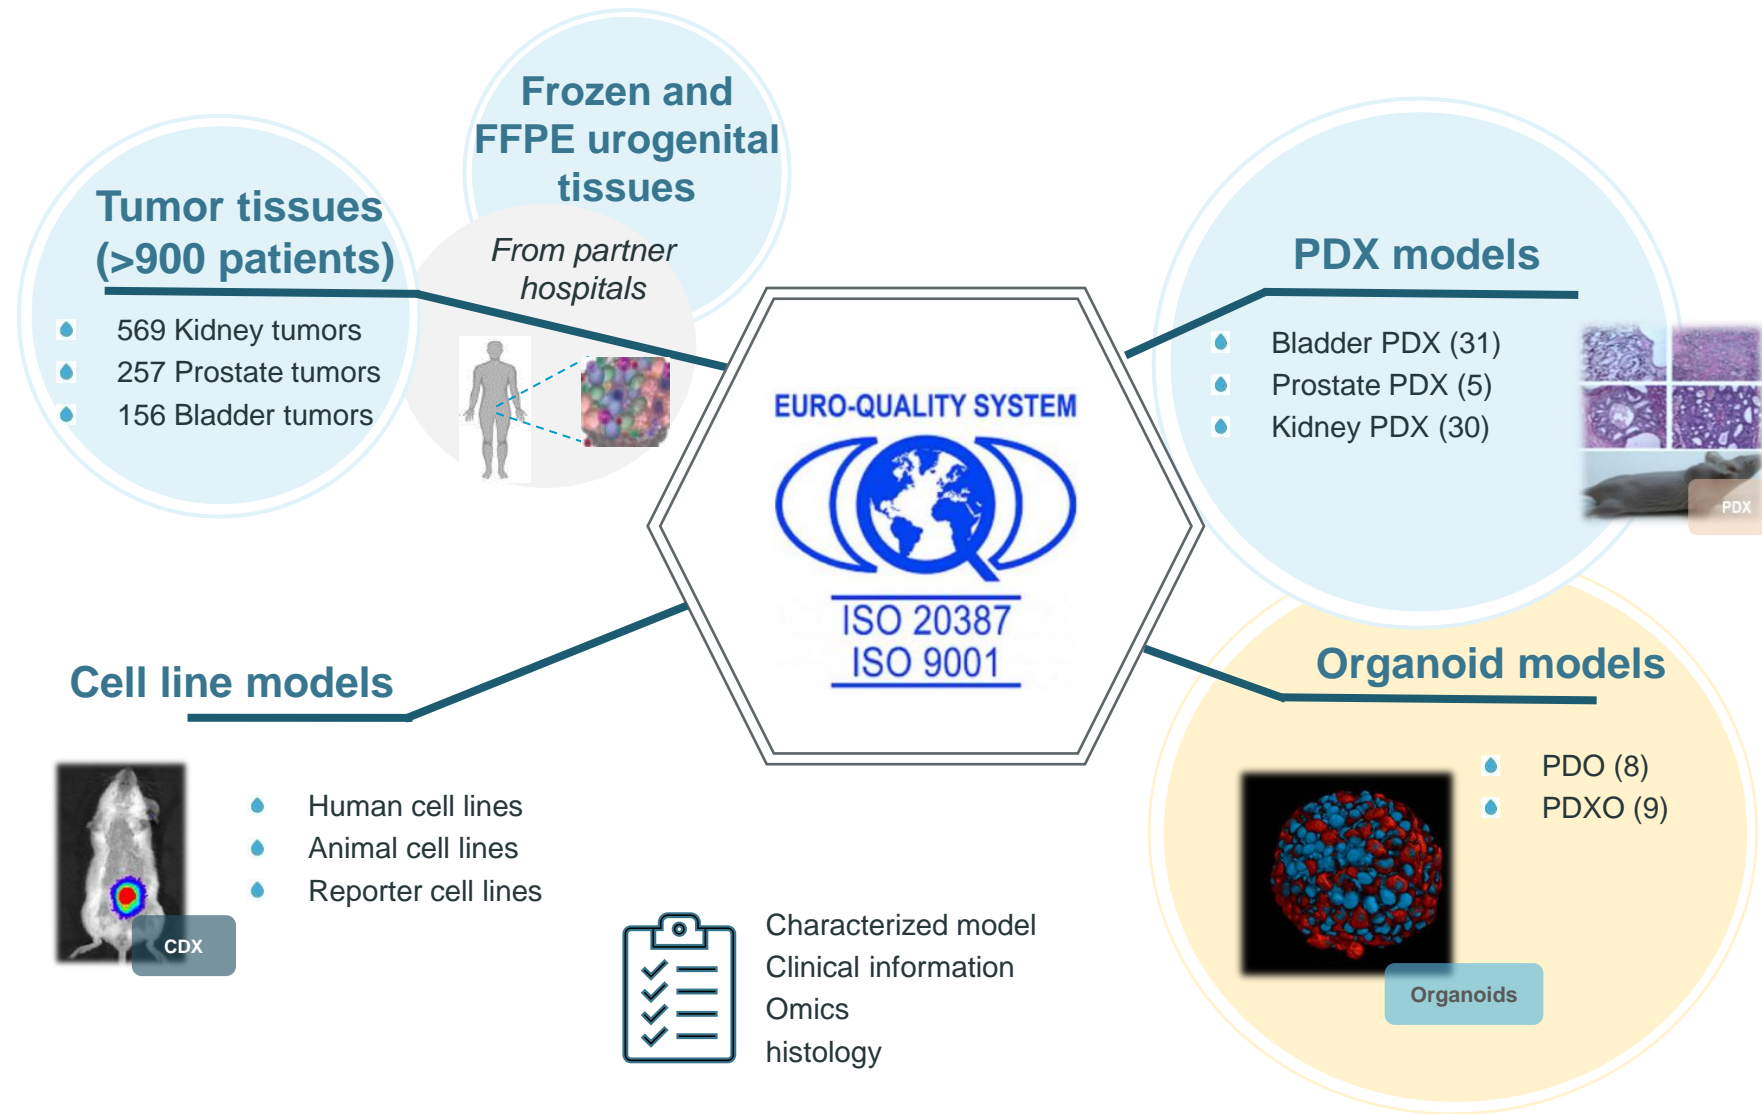 Frozen and
FFPE urogenital
tissues
Tumor tissues
(>900 patients)
569 Kidney tumors
257 Prostate tumors
156 Bladder tumors
From partner
hospitals
PDX models
Bladder PDX (31)
Prostate PDX (5)
Kidney PDX (30)
PDX
EURO-QUALITY SYSTEM
ISO 20387
ISO 9001
Cell line models
Human cell lines
Animal cell lines
Reporter cell lines
CDX
Organoid models
PDO (8)
PDXO (9)
Organoids
Characterized model
Clinical information
Omics
histology